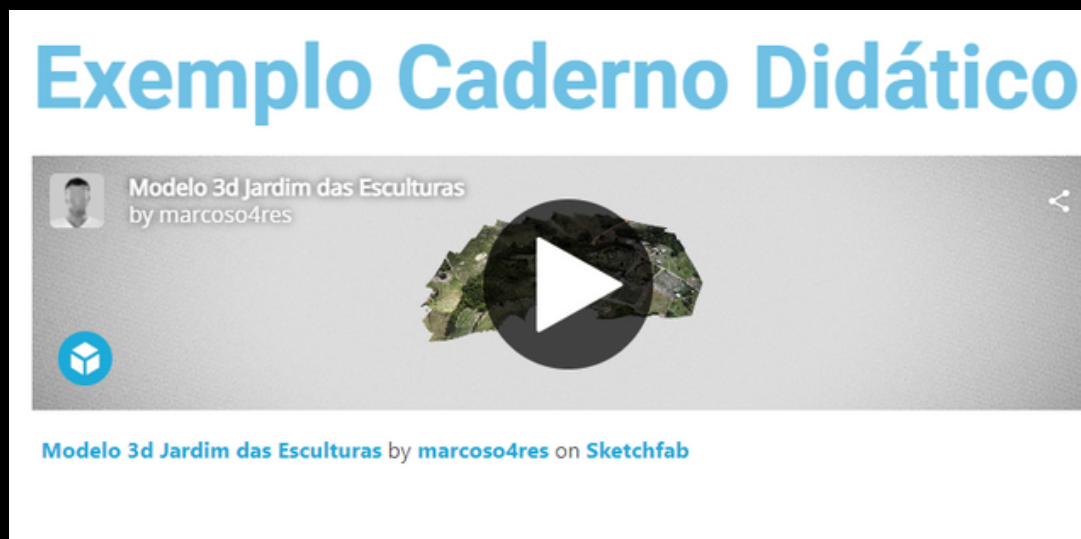 Exemplo Caderno Didático
Modelo 3d Jardim das Esculturas
by marcoso4res
Modelo 3d Jardim das Esculturas by marcoso4res on Sketchfab